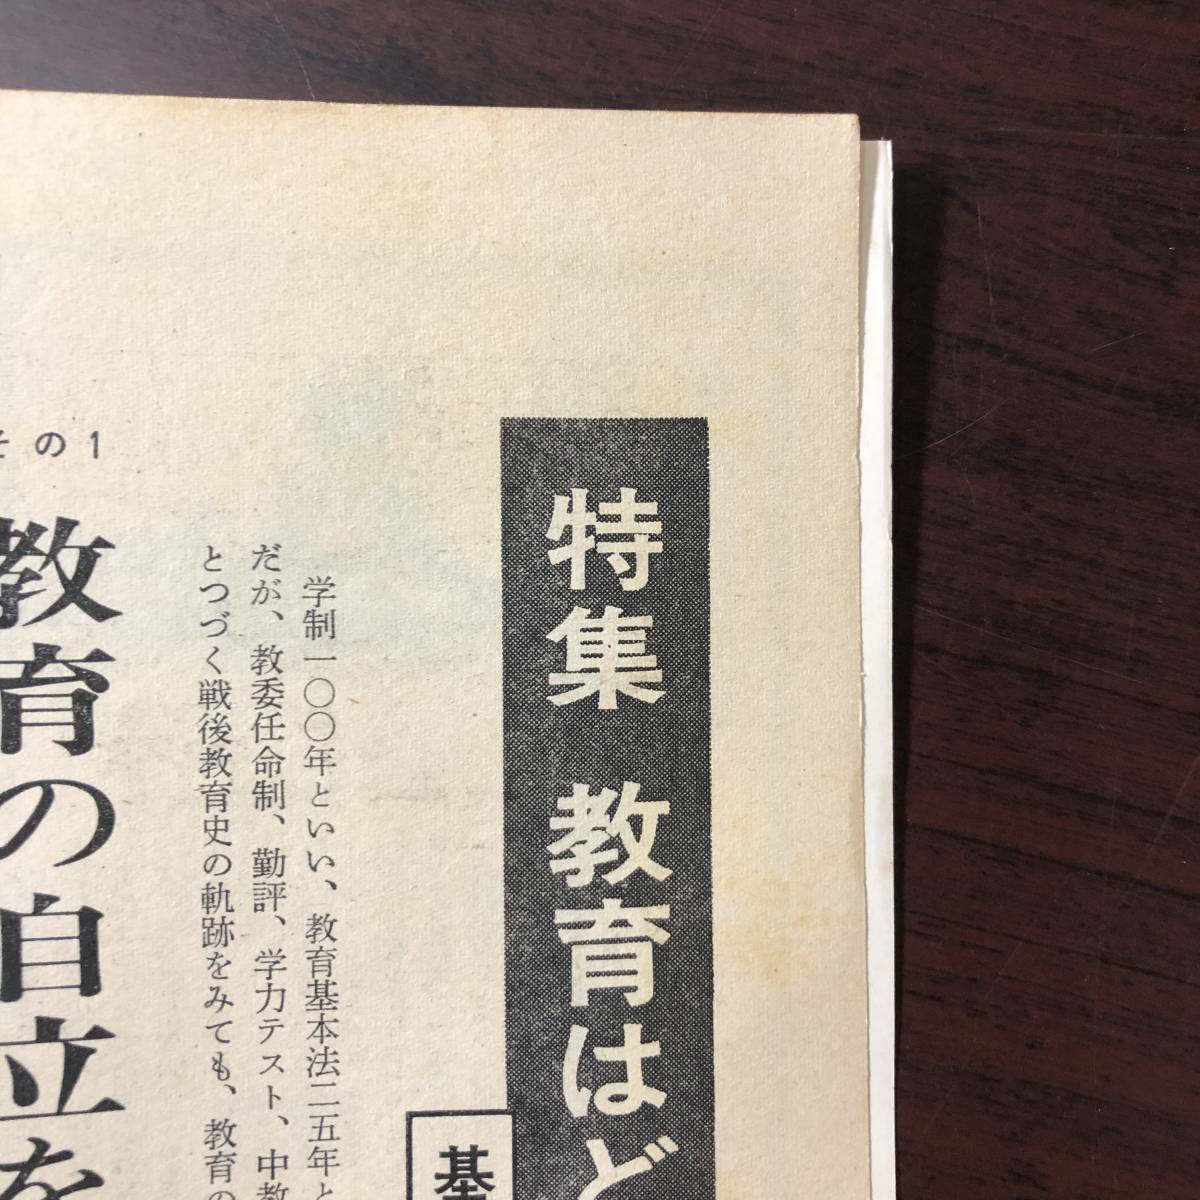 特集 教育はど
基
学制一〇〇年といい、教育基本法二五年と
だが、教委任命制、勤評、学力テスト、中教
とつづく戦後教育史の軌跡をみても、教育の
その1
教育の自立を